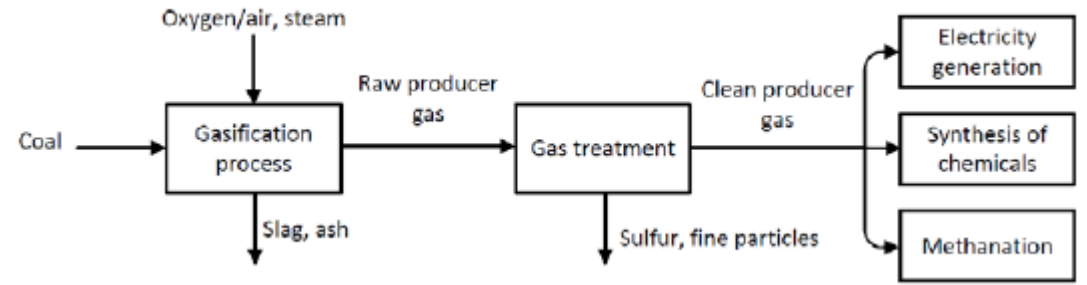 Oxygen/air, steam
Coal
Gasification
process
Slag, ash
Raw producer
gas
Gas treatment
Sulfur, fine particles
Clean producer
gas
Electricity
generation
Synthesis of
chemicals
Methanation